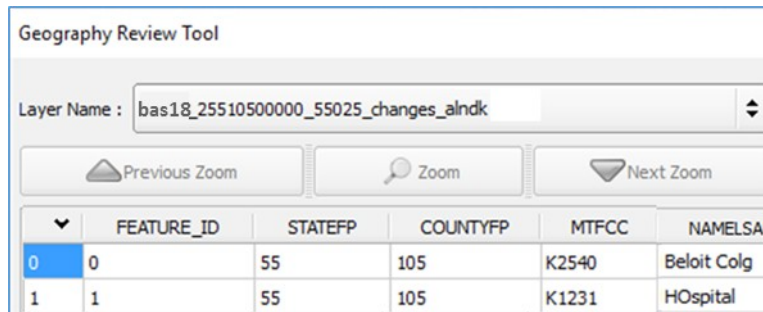 Geography Review Tool
Layer Name : bas18_25510500000_55025_changes_alndk
Previous Zoom Zoom Next Zoom
FEATURE_ID STATEFP COUNTYFP MTFCC NAMELSA
0 0 55 105 K2540 Beloit Colg
1 1 55 105 K1231 HOspital